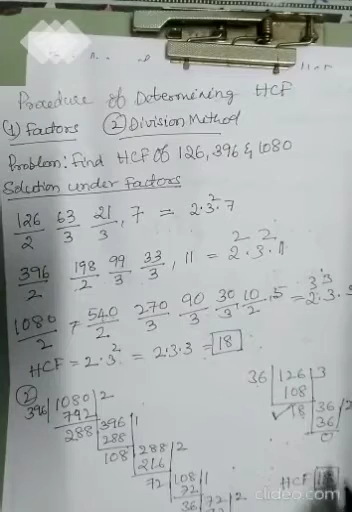 Procedure of Determining HCF
(1) Factors (2) Division Method
Problem: Find HCF of 126, 396 & 1080
Solution under Factors
126/2 63/3 21/3, 7 = 2·3²·7
396/2 198/2 99/3 33/3, 11 = 2²·3²·11
1080/2 540/2 270/3 90/3 30/3 10/2, 5 = 2³·3³·5
HCF = 2·3² = 2·3·3 = 18
(2)
396 | 1080 | 2
792
288 | 396 | 1
288
108 | 288 | 2
216
72 | 108 | 1
72
36 | 72 | 2
72
36 | 126 | 3
108
18 | 36 | 2
36
0
HCF 18
clideo.com